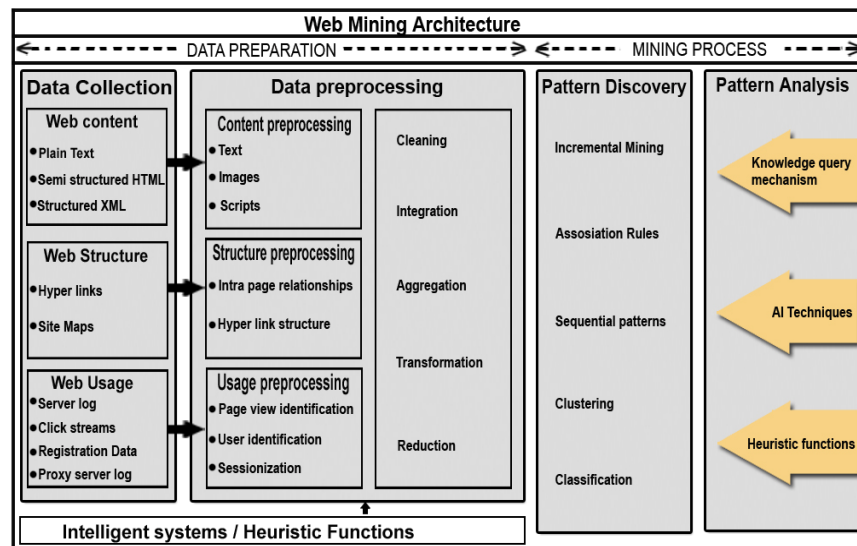 Web Mining Architecture
DATA PREPARATION
MINING PROCESS
Data Collection
Web content
Plain Text
Semi structured HTML
Structured XML
Web Structure
Hyper links
Site Maps
Web Usage
Server log
Click streams
Registration Data
Proxy server log
Data preprocessing
Content preprocessing
Text
Images
Scripts
Structure preprocessing
Intra page relationships
Hyper link structure
Usage preprocessing
Page view identification
User identification
Sessionization
Cleaning
Integration
Aggregation
Transformation
Reduction
Intelligent systems / Heuristic Functions
Pattern Discovery
Incremental Mining
Assosiation Rules
Sequential patterns
Clustering
Classification
Pattern Analysis
Knowledge query
mechanism
AI Techniques
Heuristic functions